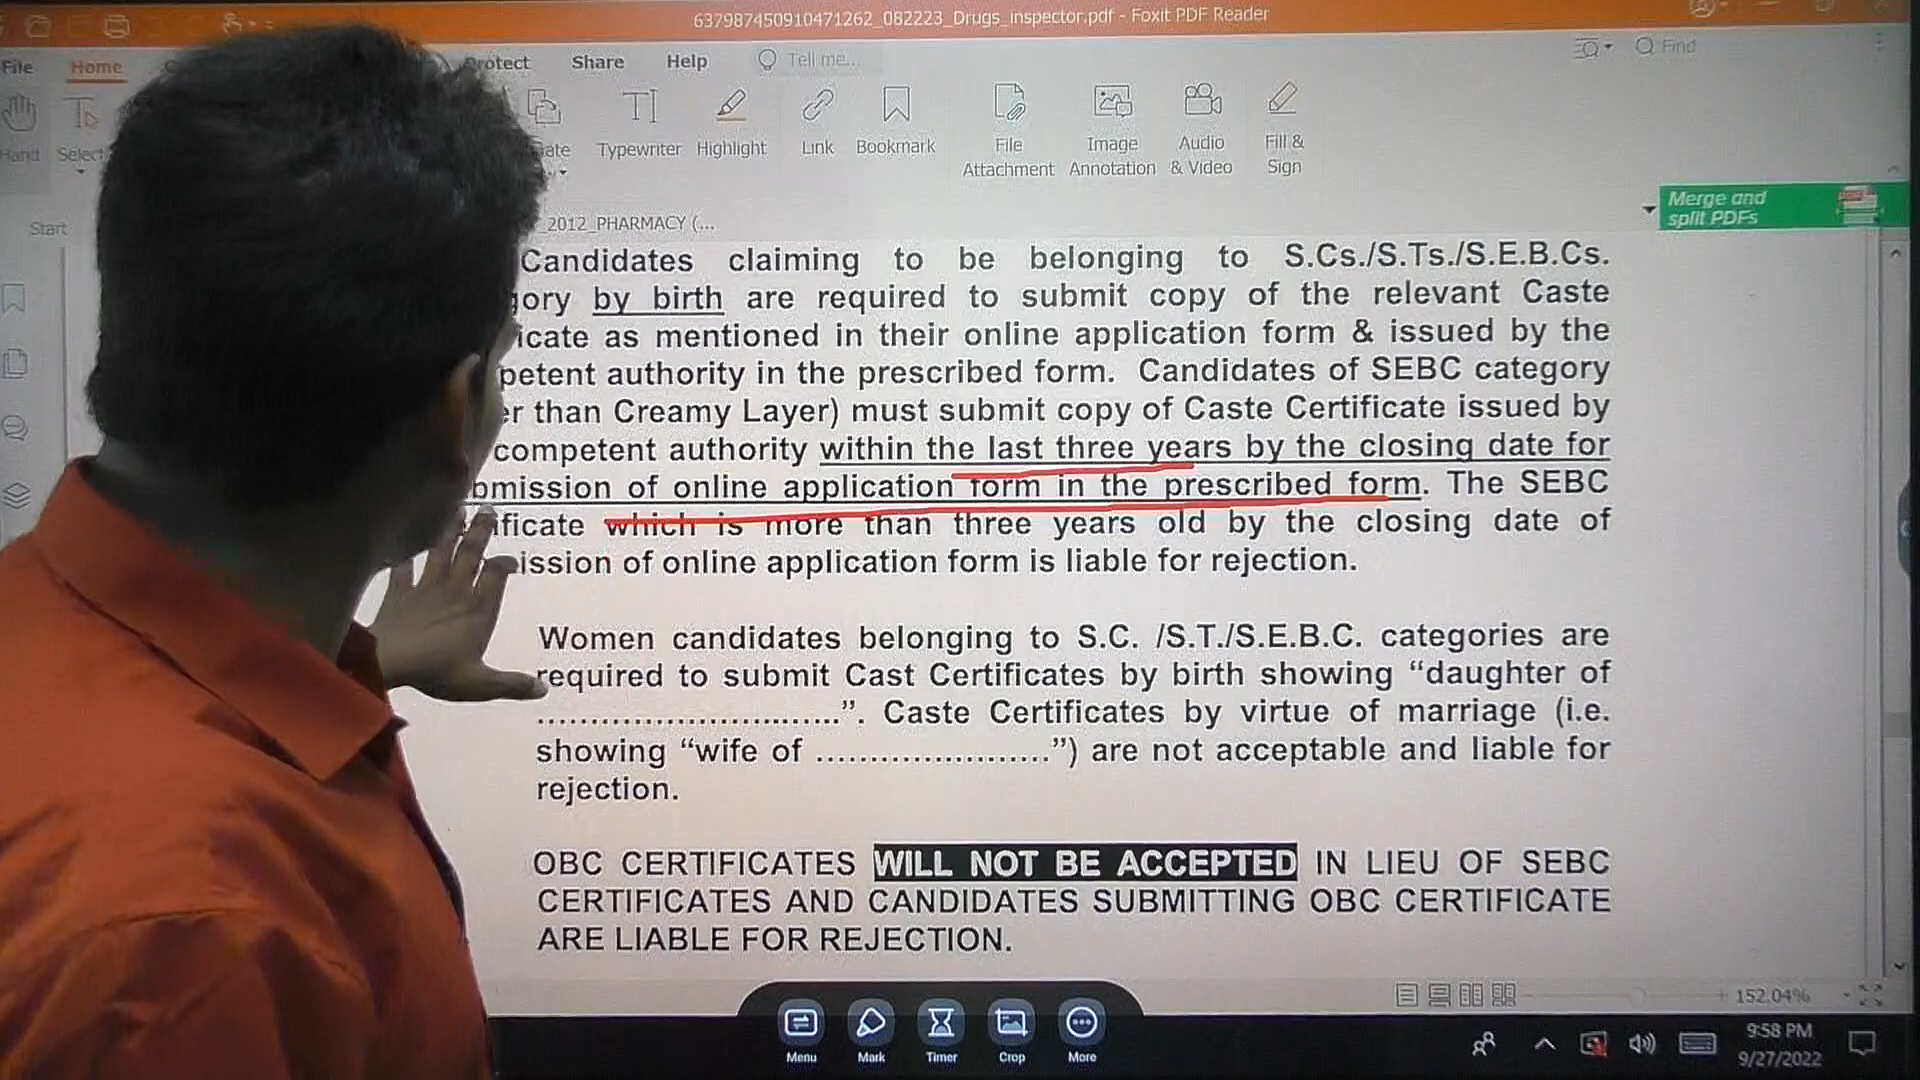 637987450910471262_082223_Drugs_inspector.pdf - Foxit PDF Reader
File Home Protect Share Help Tell me... Find
Hand Select Typewriter Highlight Link Bookmark File Attachment Image Annotation Audio & Video Fill & Sign
Merge and
split PDFs
Start 2012_PHARMACY (...
Candidates claiming to be belonging to S.Cs./S.Ts./S.E.B.Cs.
by birth are required to submit copy of the relevant Caste
as mentioned in their online application form & issued by the
authority in the prescribed form. Candidates of SEBC category
than Creamy Layer) must submit copy of Caste Certificate issued by
competent authority within the last three years by the closing date for
of online application form in the prescribed form. The SEBC
which is more than three years old by the closing date of
of online application form is liable for rejection.
Women candidates belonging to S.C. /S.T./S.E.B.C. categories are
required to submit Cast Certificates by birth showing “daughter of
.............................”. Caste Certificates by virtue of marriage (i.e.
showing “wife of ......................”) are not acceptable and liable for
rejection.
OBC CERTIFICATES WILL NOT BE ACCEPTED IN LIEU OF SEBC
CERTIFICATES AND CANDIDATES SUBMITTING OBC CERTIFICATE
ARE LIABLE FOR REJECTION.
152.04%
Menu Mark Timer Crop More
9:58 PM
9/27/2022